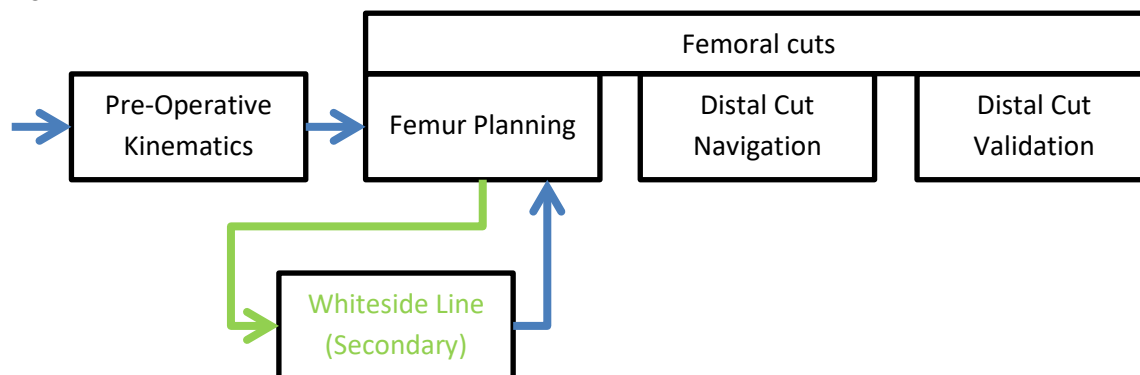 Femoral cuts
Pre-Operative
Kinematics
Femur Planning
Distal Cut
Navigation
Distal Cut
Validation
Whiteside Line
(Secondary)